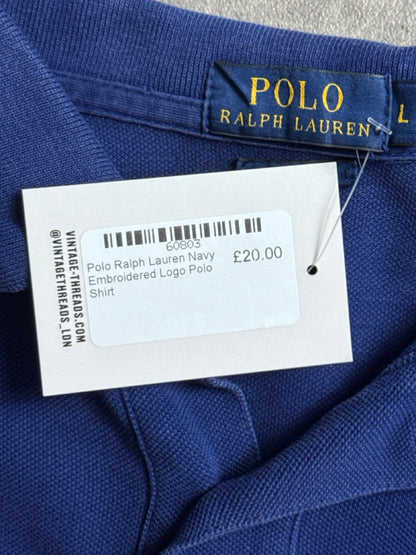 POLO
RALPH LAUREN
L
VINTAGE-THREADS.COM
@VINTAGETHREADS_LDN
60803
Polo Ralph Lauren Navy
Embroidered Logo Polo
Shirt
£20.00